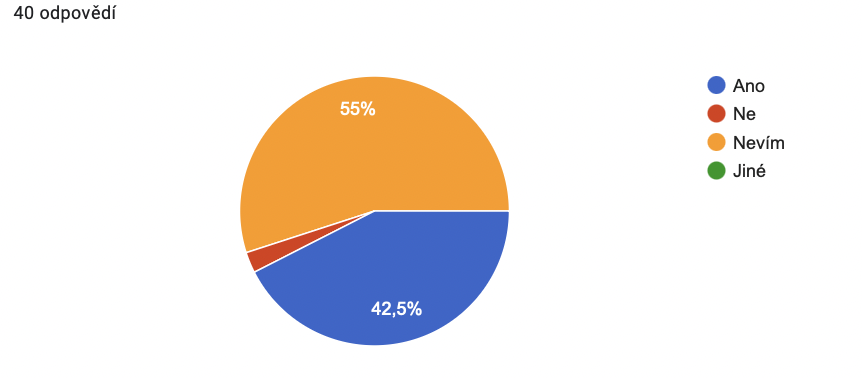 40 odpovědí
55%
42,5%
Ano
Ne
Nevím
Jiné